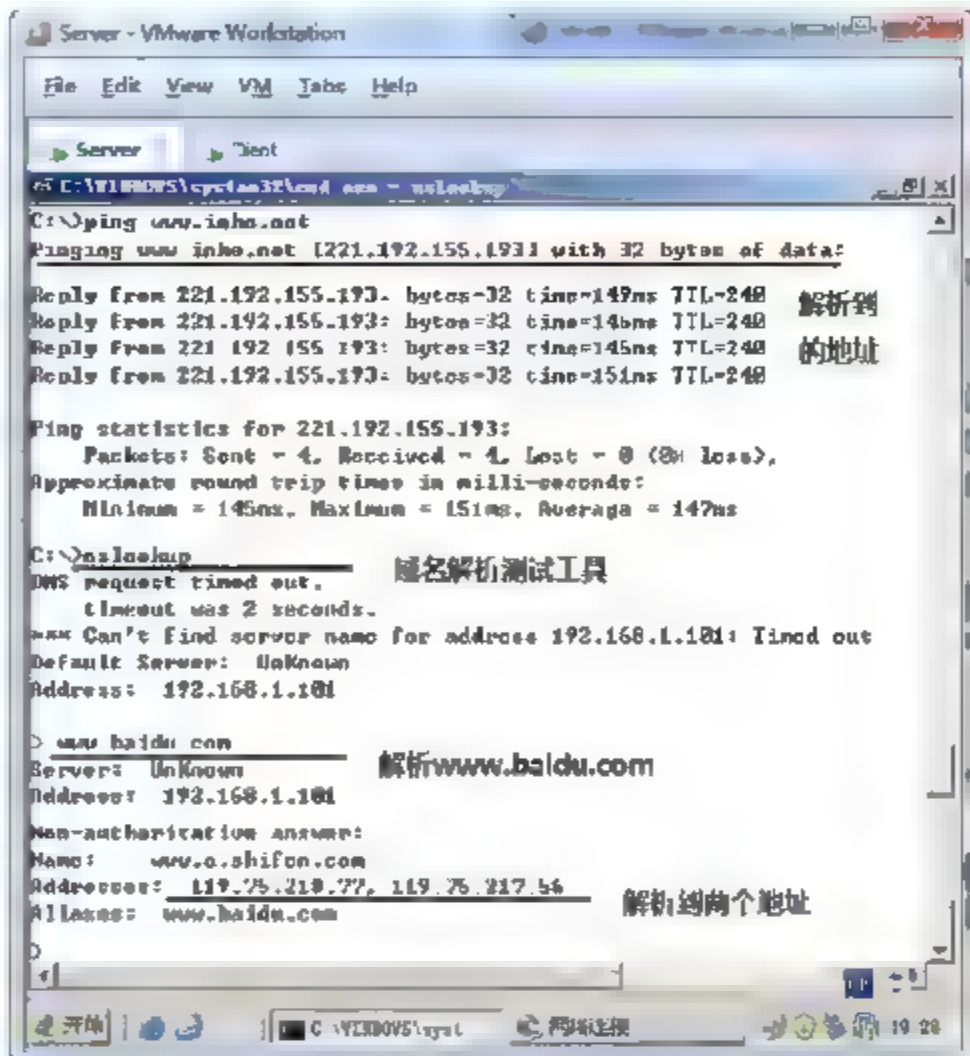 Server - VMware Workstation
File Edit View VM Tabs Help
Server
C:\WINDOWS\system32\cmd.exe - nslookup
C:\>ping www.inho.net
Pinging www.inho.net [221.192.155.193] with 32 bytes of data:
Reply from 221.192.155.193: bytes=32 time=149ms TTL=240
解析到
Reply from 221.192.155.193: bytes=32 time=146ms TTL=240
Reply from 221.192.155.193: bytes=32 time=145ms TTL=240
的地址
Reply from 221.192.155.193: bytes=32 time=151ms TTL=240
Ping statistics for 221.192.155.193:
Packets: Sent = 4, Received = 4, Lost = 0 (0% loss),
Approximate round trip times in milli-seconds:
Minimum = 145ms, Maximum = 151ms, Average = 147ms
C:\>nslookup
域名解析测试工具
DNS request timed out.
timeout was 2 seconds.
*** Can't find server name for address 192.168.1.101: Timed out
Default Server: UnKnown
Address: 192.168.1.101
> www.baidu.com
解析www.baidu.com
Server: UnKnown
Address: 192.168.1.101
Non-authoritative answer:
Name: www.a.shifen.com
Addresses: 119.75.218.77, 119.75.217.56
解析到两个地址
Aliases: www.baidu.com
>
开始
C:\WINDOWS\syst
网络连接
19:28